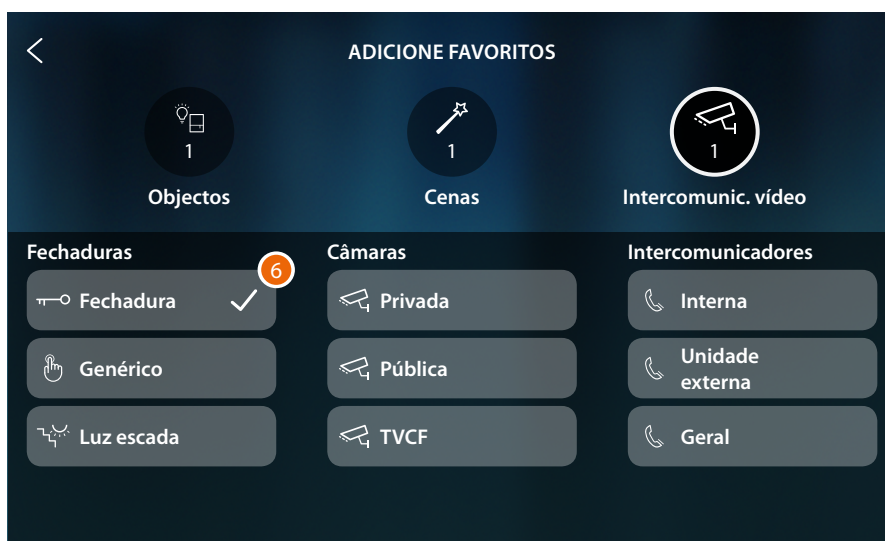 ADICIONE FAVORITOS
1
1
1
Objectos
Cenas
Intercomunic. vídeo
Fechaduras
Câmaras
Intercomunicadores
6
Fechadura
Privada
Interna
Genérico
Pública
Unidade
externa
Luz escada
TVCF
Geral